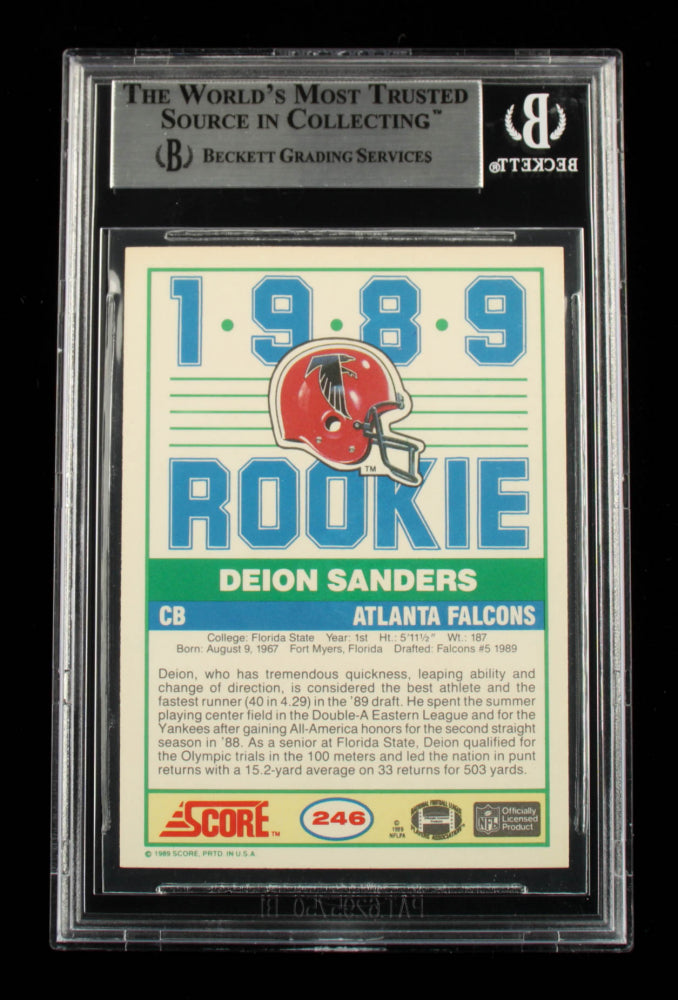 THE WORLD'S MOST TRUSTED
SOURCE IN COLLECTING™
B BECKETT GRADING SERVICES
B
BECKETT®
1•9•8•9
TM
ROOKIE
DEION SANDERS
CB ATLANTA FALCONS
College: Florida State Year: 1st Ht.: 5'11½" Wt.: 187
Born: August 9, 1967 Fort Myers, Florida Drafted: Falcons #5 1989
Deion, who has tremendous quickness, leaping ability and
change of direction, is considered the best athlete and the
fastest runner (40 in 4.29) in the '89 draft. He spent the summer
playing center field in the Double-A Eastern League and for the
Yankees after gaining All-America honors for the second straight
season in '88. As a senior at Florida State, Deion qualified for
the Olympic trials in the 100 meters and led the nation in punt
returns with a 15.2-yard average on 33 returns for 503 yards.
SCORE™
246
© 1989 NFLPA
NFL
Officially
Licensed
Product
© 1989 SCORE, PRTD. IN U.S.A.